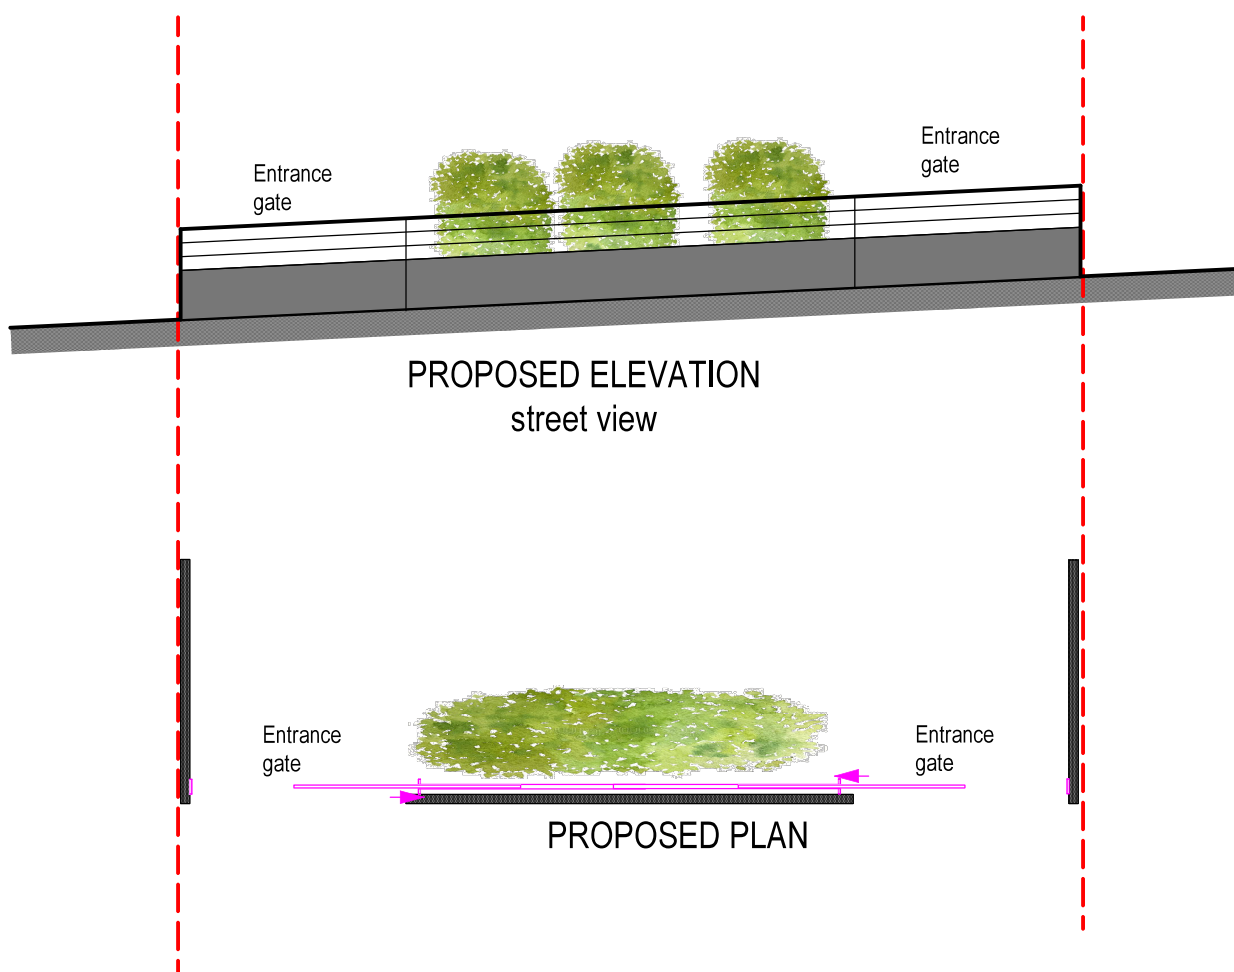 Entrance
gate
Entrance
gate
PROPOSED ELEVATION
street view
Entrance
gate
Entrance
gate
PROPOSED PLAN